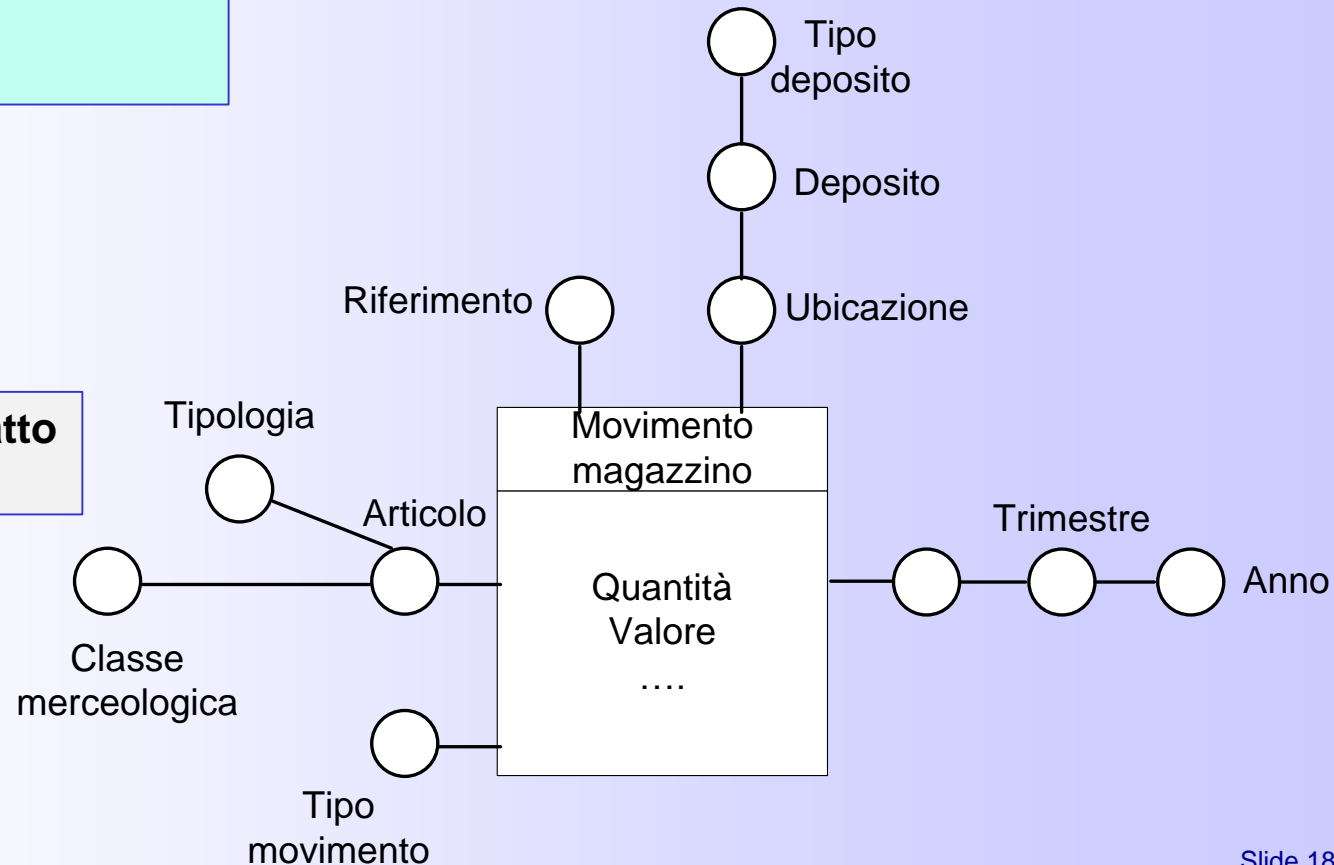 Tipo
deposito
Deposito
Riferimento
Ubicazione
Tipologia
Movimento
magazzino
Articolo
Trimestre
Quantità
Valore
….
Anno
Classe
merceologica
Tipo
movimento
Slide 18